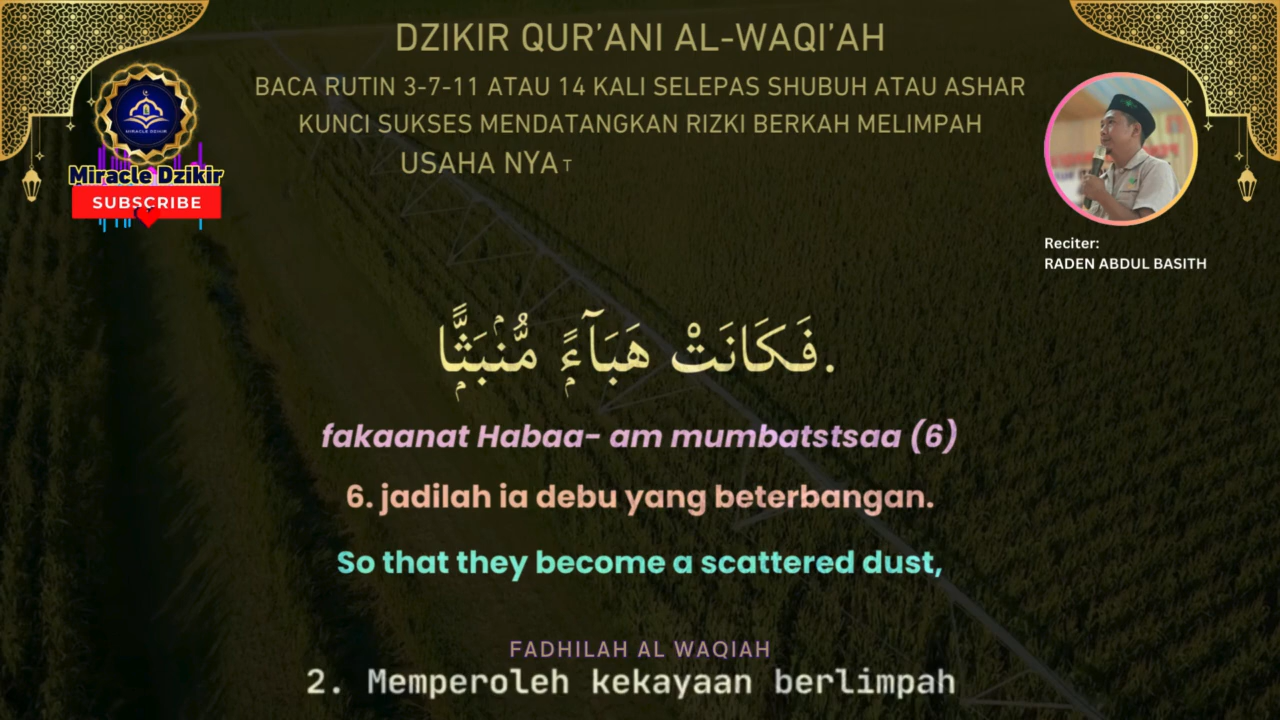 DZIKIR QUR'ANI AL-WAQI'AH
BACA RUTIN 3-7-11 ATAU 14 KALI SELEPAS SHUBUH ATAU ASHAR
KUNCI SUKSES MENDATANGKAN RIZKI BERKAH MELIMPAH
USAHA NYAT
MIRACLE DZIKIR
Miracle Dzikir
SUBSCRIBE
Reciter:
RADEN ABDUL BASITH
فَكَانَتْ هَبَآءًۭ مُّنۢبَثًّۭا.
fakaanat Habaa- am mumbatstsaa (6)
6. jadilah ia debu yang beterbangan.
So that they become a scattered dust,
FADHILAH AL WAQIAH
2. Memperoleh kekayaan berlimpah